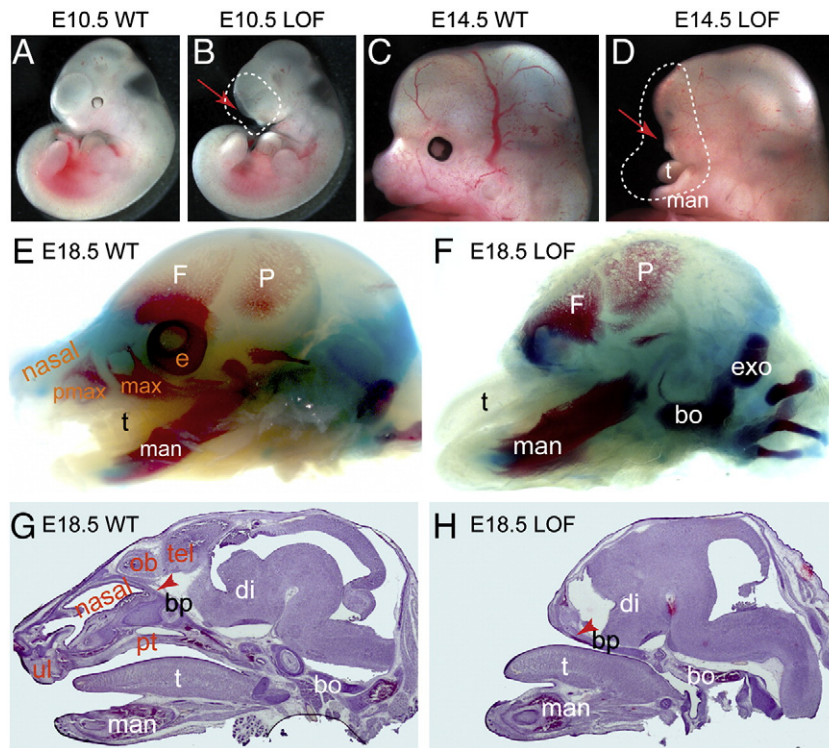 E10.5 WT E10.5 LOF E14.5 WT E14.5 LOF
A B C D
t
man
E E18.5 WT F E18.5 LOF
F P F P
nasal e exo
pmax max
t t bo
man man
G E18.5 WT H E18.5 LOF
ob tel
nasal di di
bp bp
pt
ul t bo t bo
man man